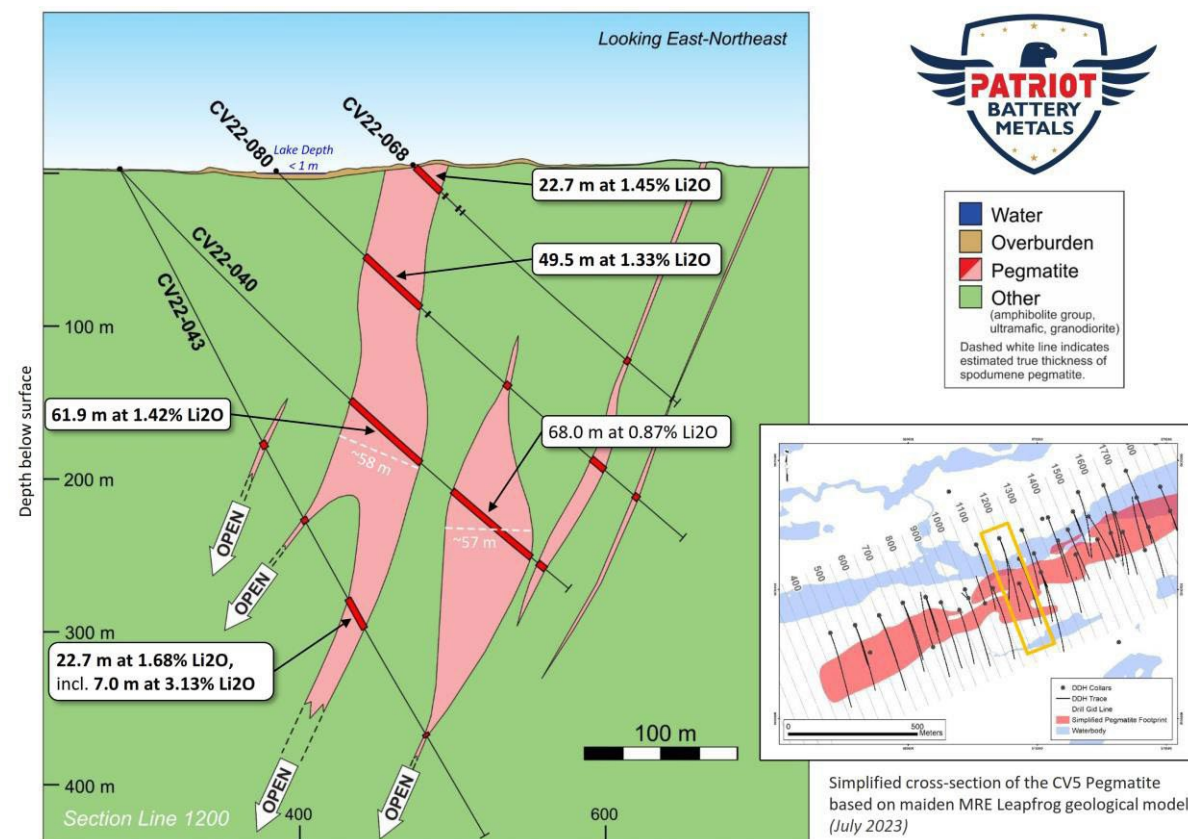 Looking East-Northeast
PATRIOT
BATTERY
METALS
CV22-080
Lake Depth
< 1 m
CV22-068
22.7 m at 1.45% Li2O
49.5 m at 1.33% Li2O
CV22-040
CV22-043
100 m
Depth below surface
61.9 m at 1.42% Li2O
68.0 m at 0.87% Li2O
~58 m
200 m
~57 m
OPEN
OPEN
300 m
22.7 m at 1.68% Li2O,
incl. 7.0 m at 3.13% Li2O
100 m
OPEN
OPEN
400 m
Section Line 1200
400
600
Water
Overburden
Pegmatite
Other
(amphibolite group,
ultramafic, granodiorite)
Dashed white line indicates
estimated true thickness of
spodumene pegmatite.
400
500
600
700
800
900
1000
1100
1200
1300
1400
1500
1600
1700
DDH Collars
DDH Trace
Drill Gid Line
Simplified Pegmatite Footprint
Waterbody
0
500
Meters
Simplified cross-section of the CV5 Pegmatite
based on maiden MRE Leapfrog geological model
(July 2023)